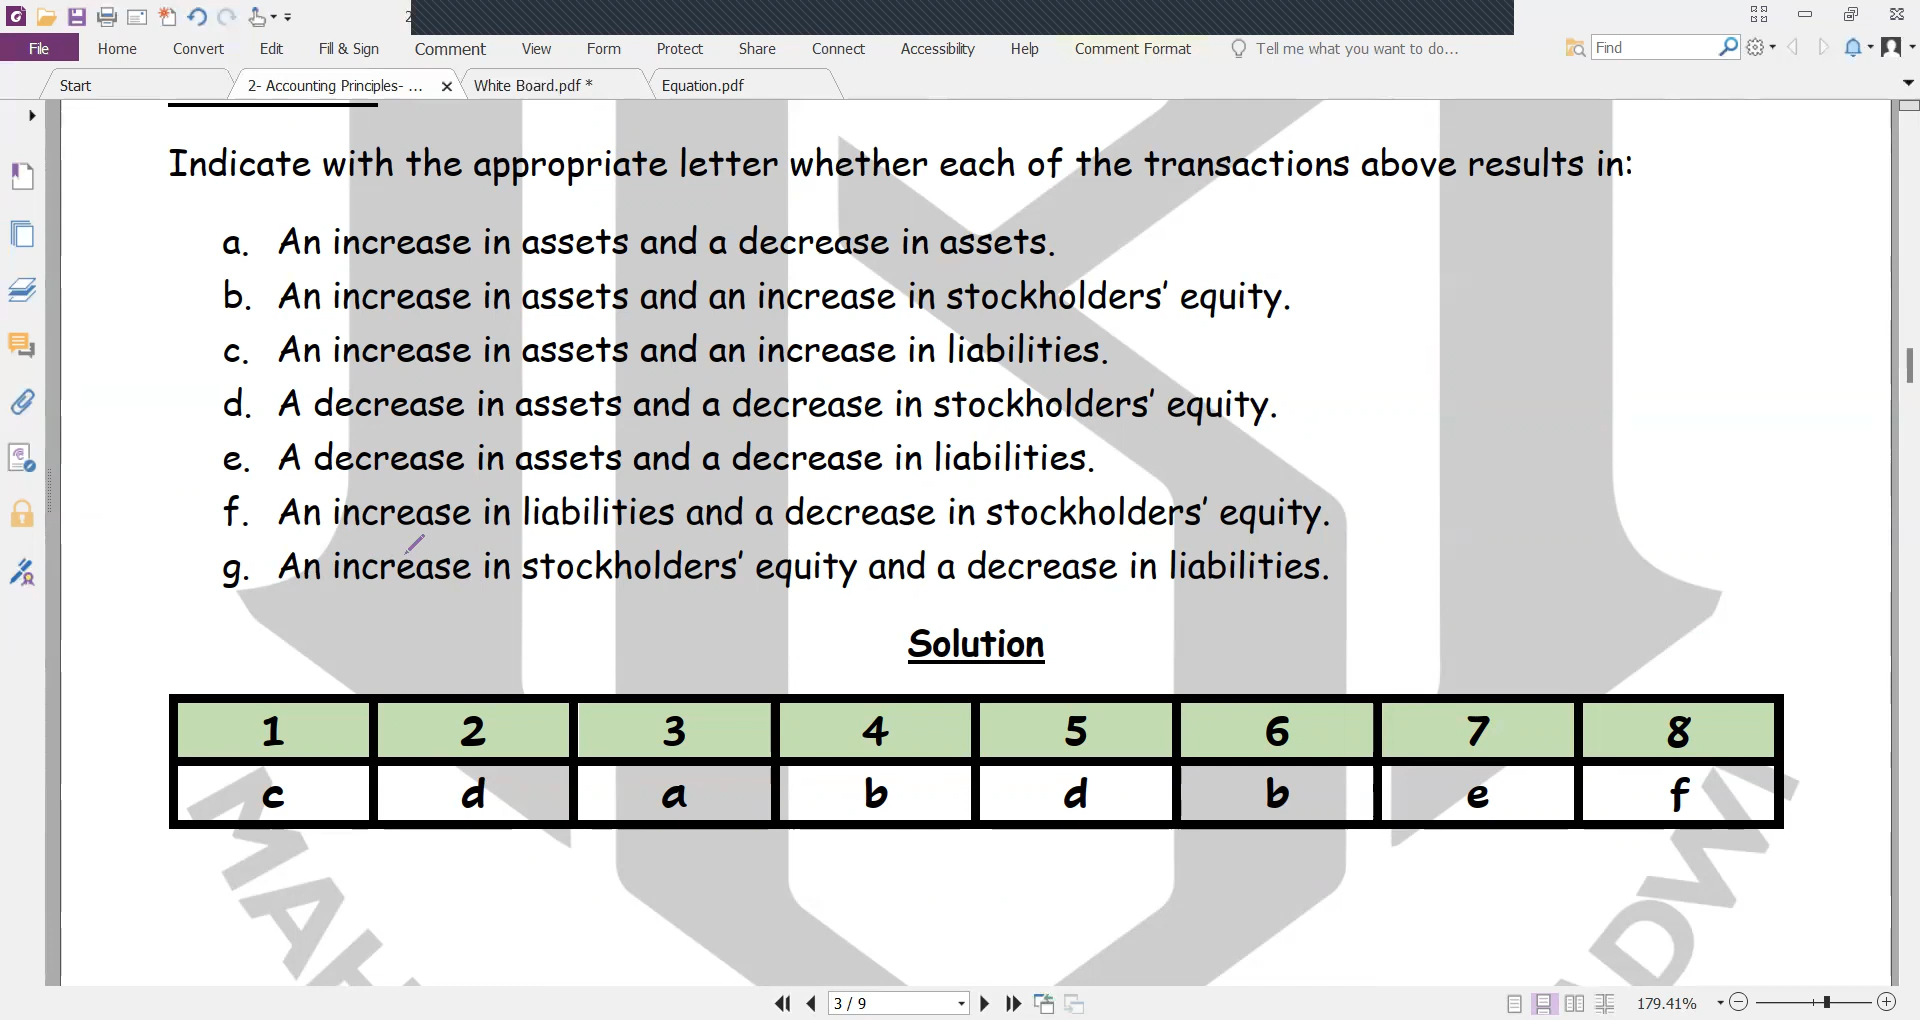 2
File Home Convert Edit Fill & Sign Comment View Form Protect Share Connect Accessibility Help Comment Format Tell me what you want to do... Find
Start 2- Accounting Principles- ... White Board.pdf * Equation.pdf
Indicate with the appropriate letter whether each of the transactions above results in:
a. An increase in assets and a decrease in assets.
b. An increase in assets and an increase in stockholders' equity.
c. An increase in assets and an increase in liabilities.
d. A decrease in assets and a decrease in stockholders' equity.
e. A decrease in assets and a decrease in liabilities.
f. An increase in liabilities and a decrease in stockholders' equity.
g. An increase in stockholders' equity and a decrease in liabilities.
Solution
1 2 3 4 5 6 7 8
c d a b d b e f
3 / 9 179.41%